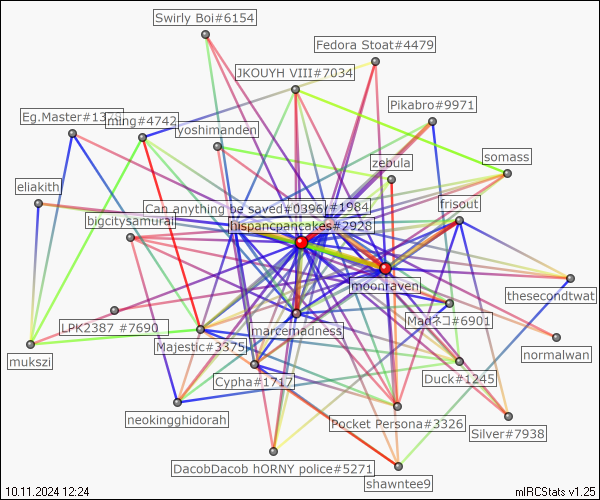 Swirly Boi#6154
Fedora Stoat#4479
JKOUYH VIII#7034
Pikabro#9971
Eg.Master#13
ming#4742
yoshimanden
zebula
somass
eliakith
Can anything be saved#0396/#1984
frisout
bigcitysamurai
hispancpancakes#2928
moonraven
thesecondtwat
LPK2387 #7690
marcemadness
Madネコ#6901
mukszi
Majestic#3375
normalwan
Cypha#1717
Duck#1245
neokingghidorah
Pocket Persona#3326
Silver#7938
DacobDacob hORNY police#5271
shawntee9
10.11.2024 12:24
mIRCStats v1.25